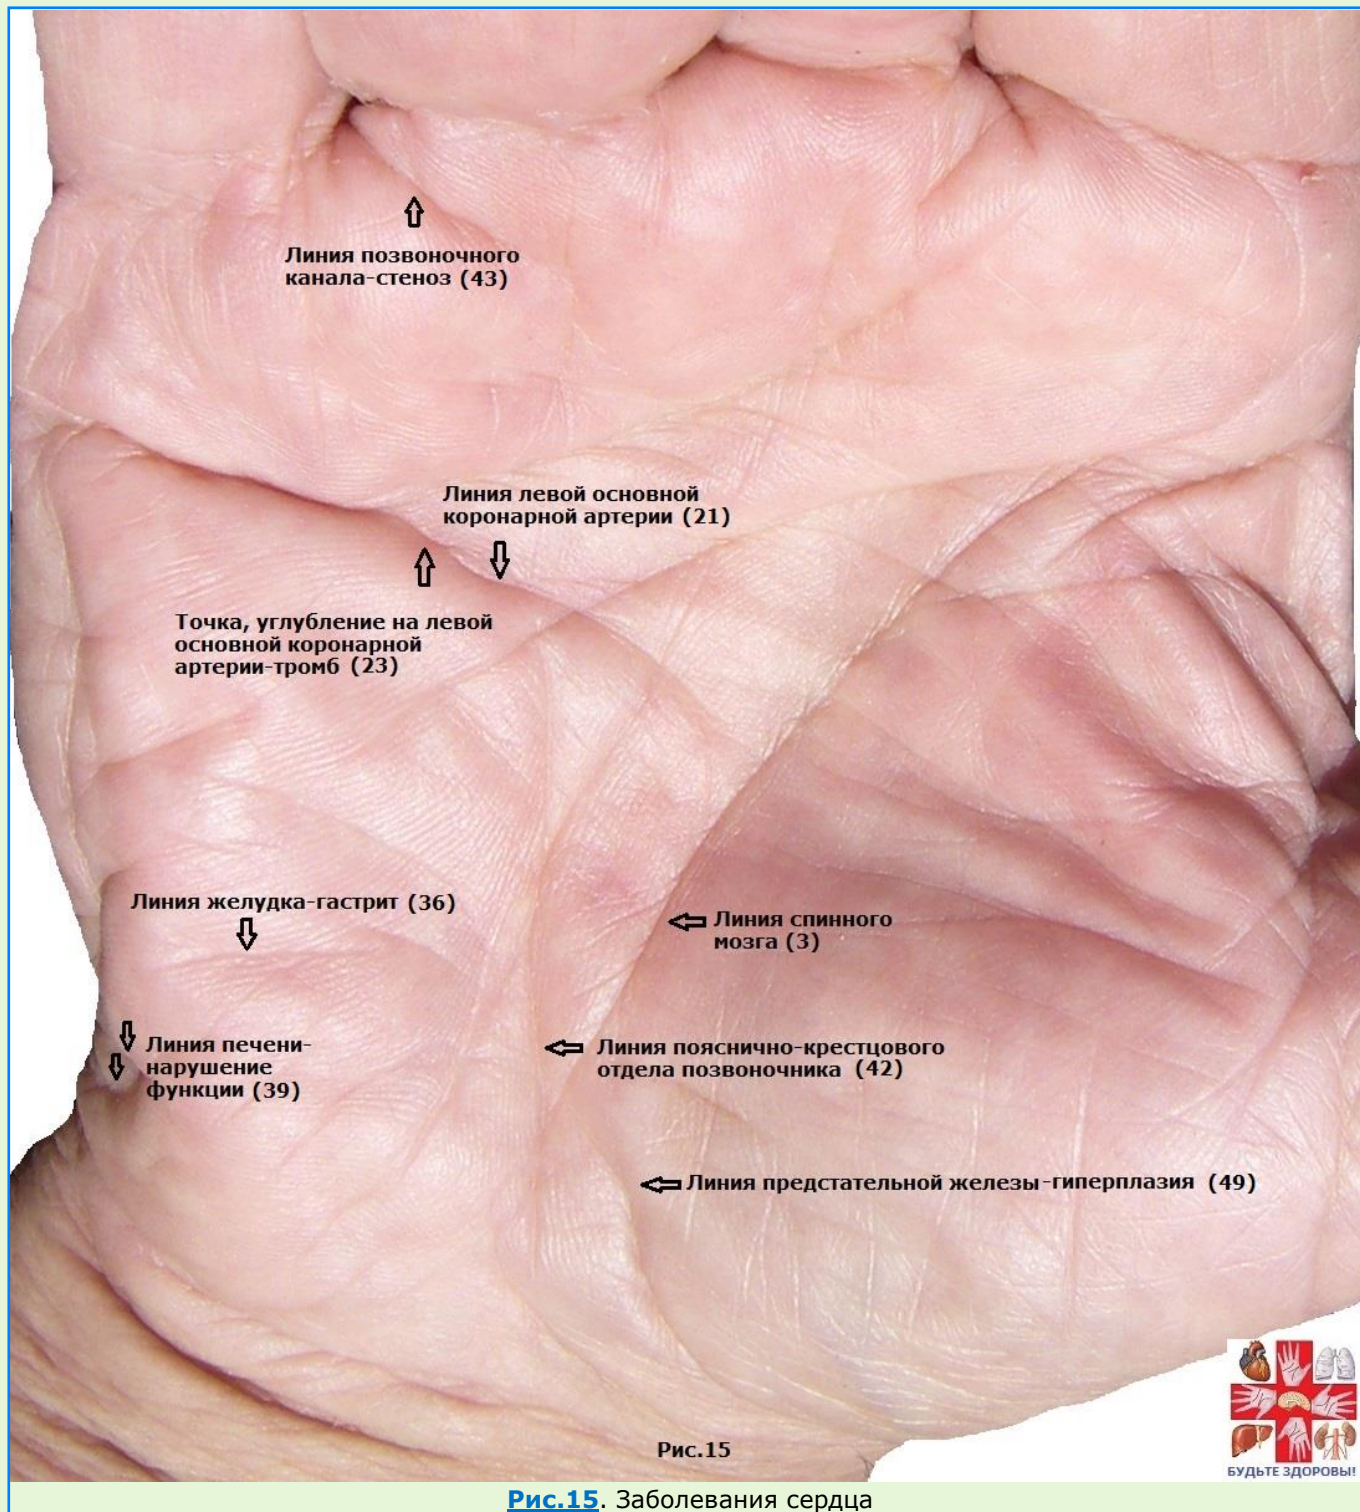 Линия позвоночного
канала-стеноз (43)
Линия левой основной
коронарной артерии (21)
Точка, углубление на левой
основной коронарной
артерии-тромб (23)
Линия желудка-гастрит (36)
Линия спинного
мозга (3)
Линия печени-
нарушение
функции (39)
Линия пояснично-крестцового
отдела позвоночника (42)
Линия предстательной железы-гиперплазия (49)
Рис.15
БУДЬТЕ ЗДОРОВЫ!
Рис.15. Заболевания сердца